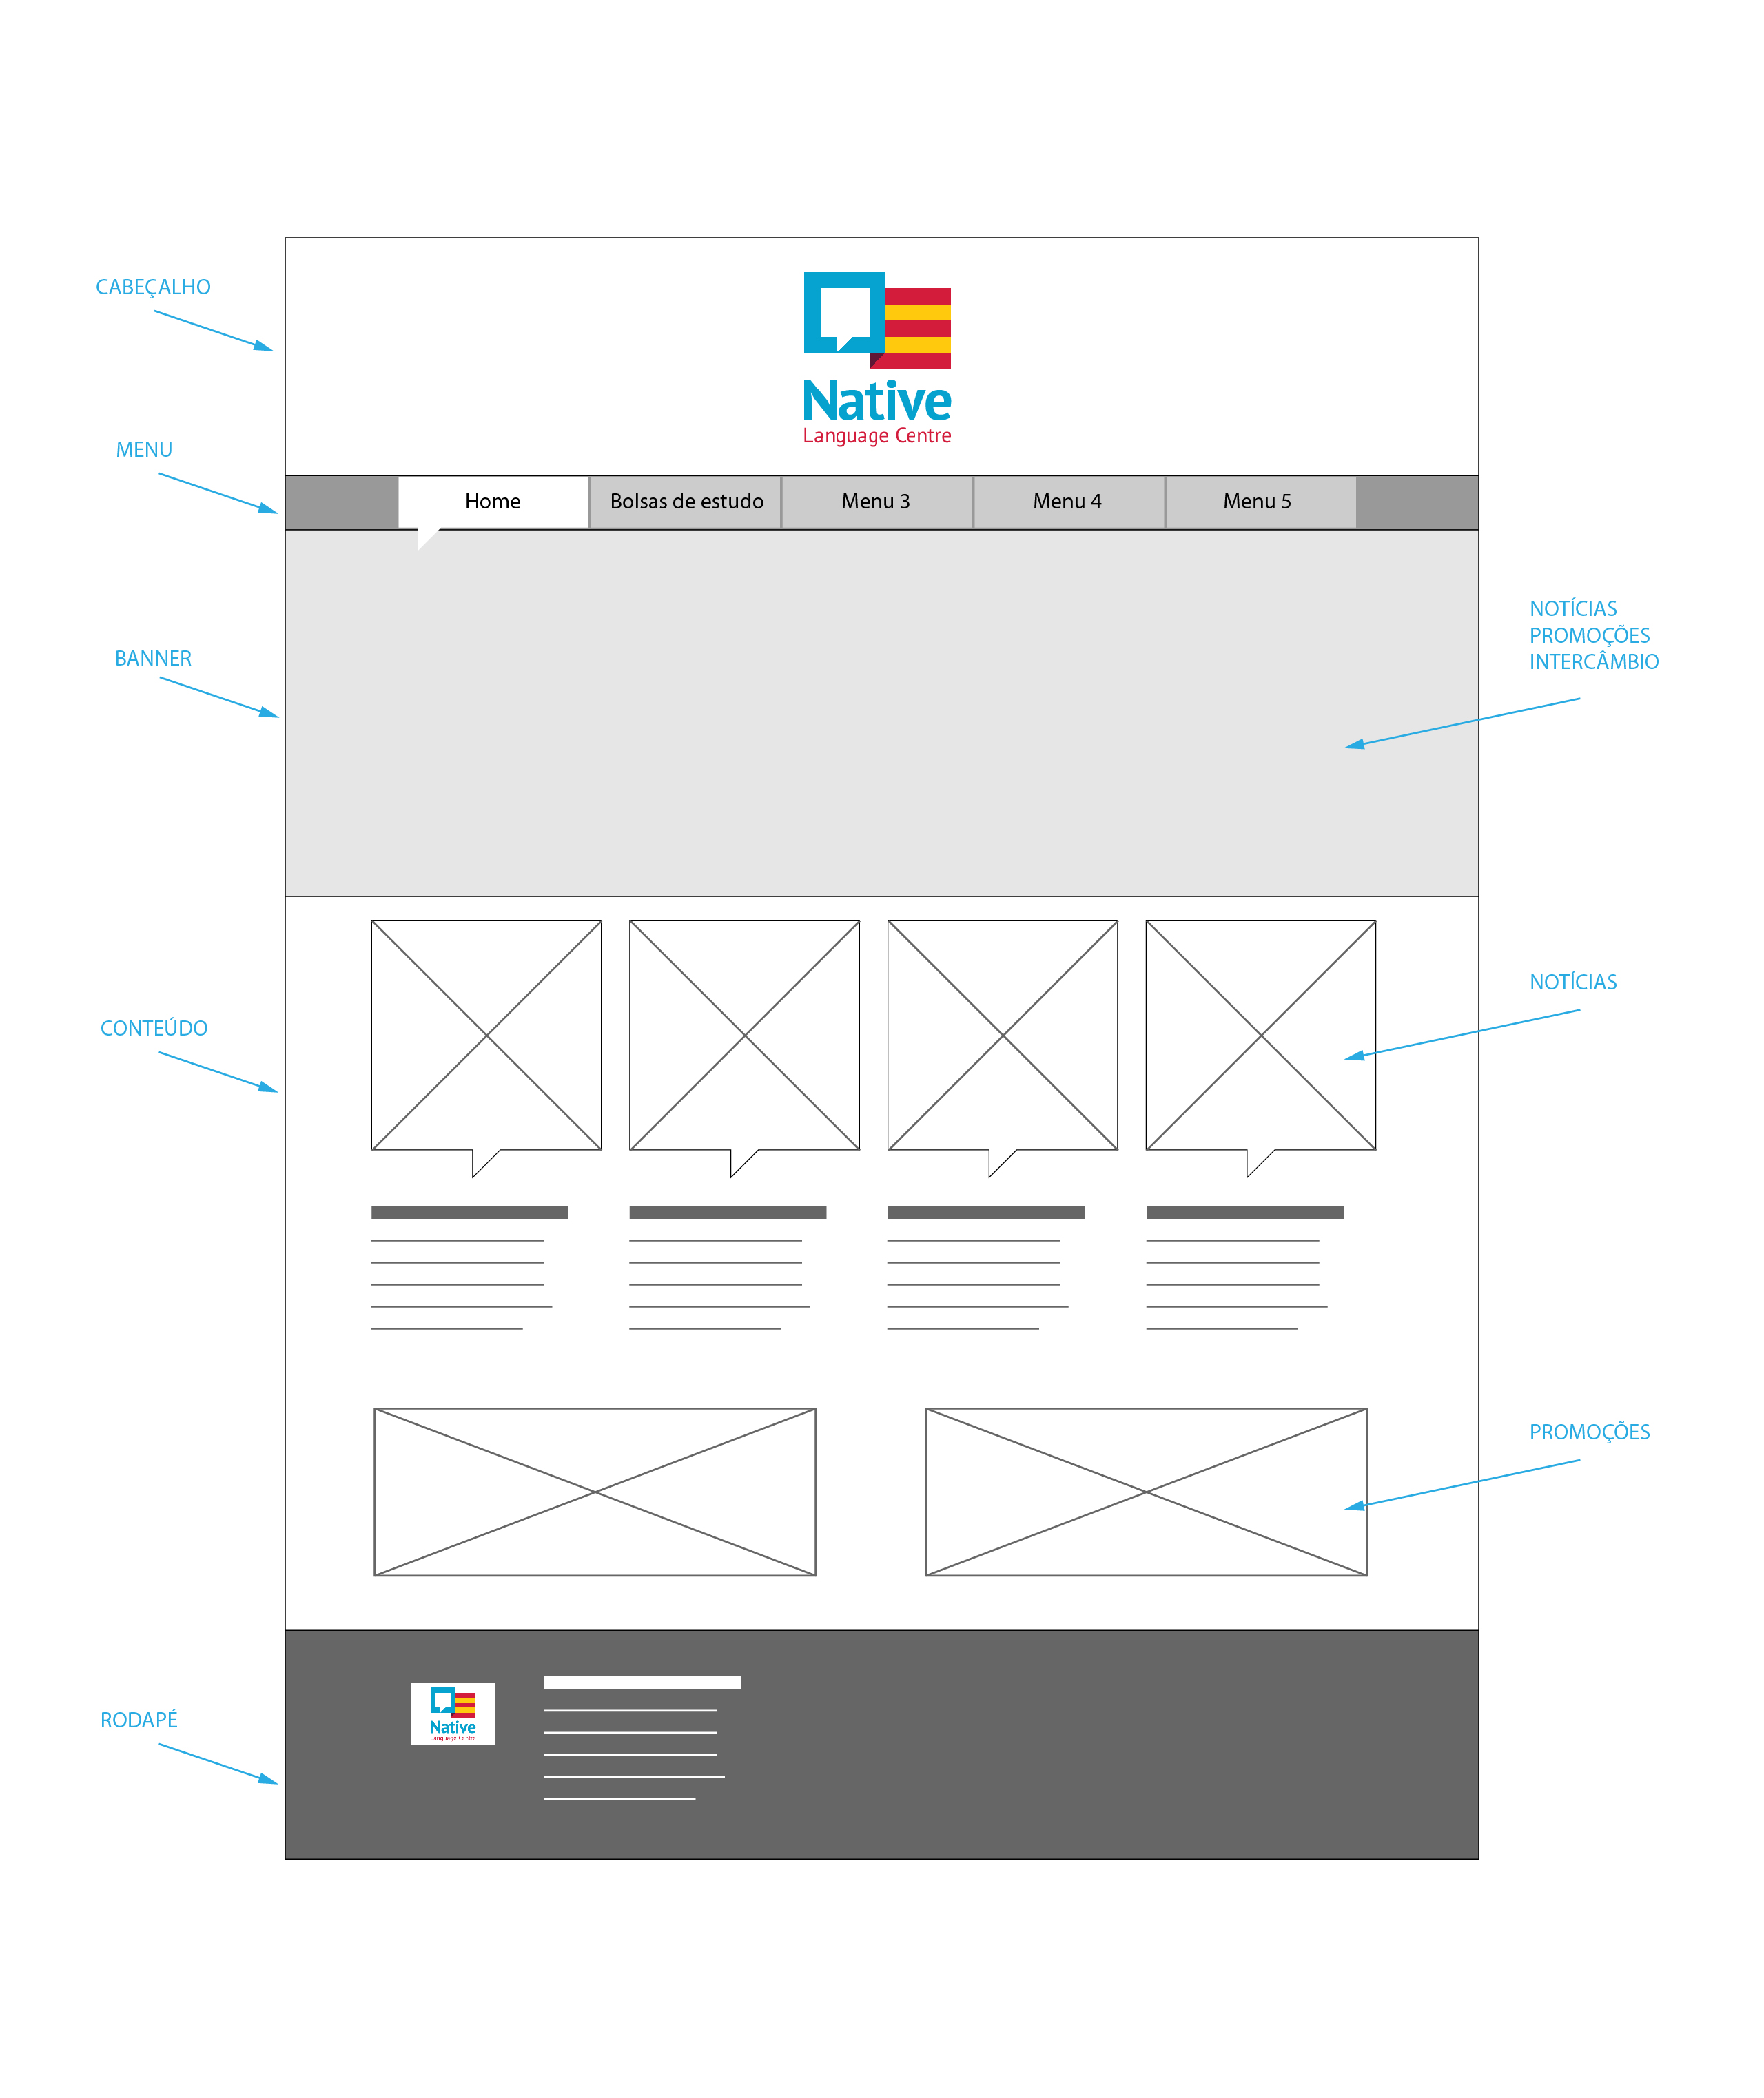 CABEÇALHO
Native
Language Centre
MENU
Home
Bolsas de estudo
Menu 3
Menu 4
Menu 5
BANNER
NOTÍCIAS
PROMOÇÕES
INTERCÂMBIO
CONTEÚDO
NOTÍCIAS
PROMOÇÕES
RODAPÉ
Native
Language Centre